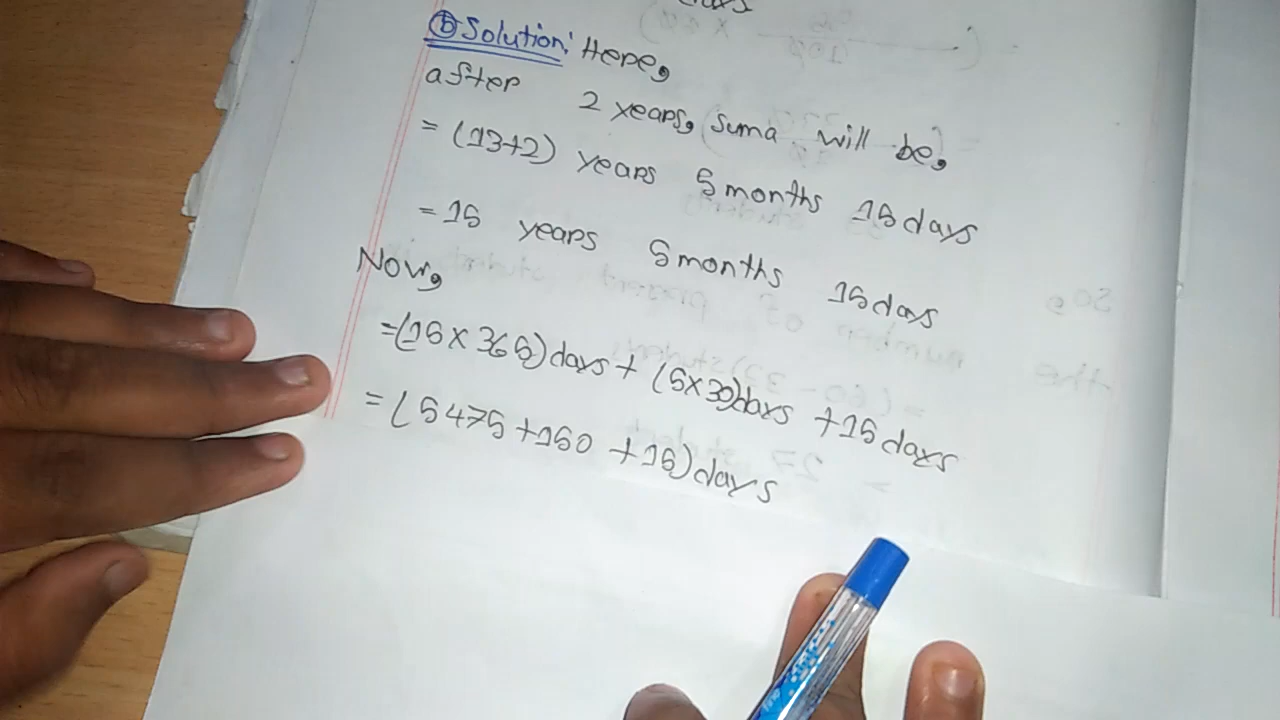 ⓑ Solution: Here,
after 2 years, Suma will be,
= (13+2) years 5 months 15 days
= 15 years 5 months 15 days
Now,
= (15 × 365) days + (5×30) days + 15 days
= (5475 + 150 + 15) days